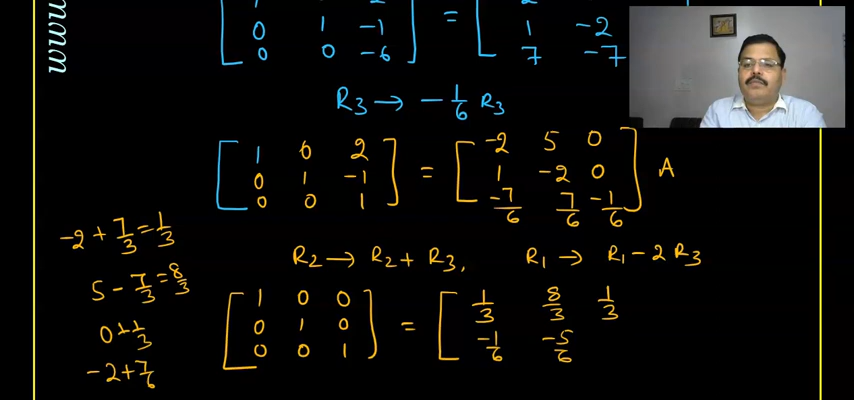 www
0 1 -1 = 1 -2
0 0 -6 7 -7
R3 → -1/6 R3
[1 0 2] = [-2 5 0]
[0 1 -1] [1 -2 0] A
[0 0 1] [-7/6 7/6 -1/6]
-2 + 7/3 = 1/3
5 - 7/3 = 8/3
0 + 1/3
-2 + 7/6
R2 → R2 + R3, R1 → R1 - 2 R3
[1 0 0] = [1/3 8/3 1/3
[0 1 0] [-1/6 -5/6
[0 0 1]